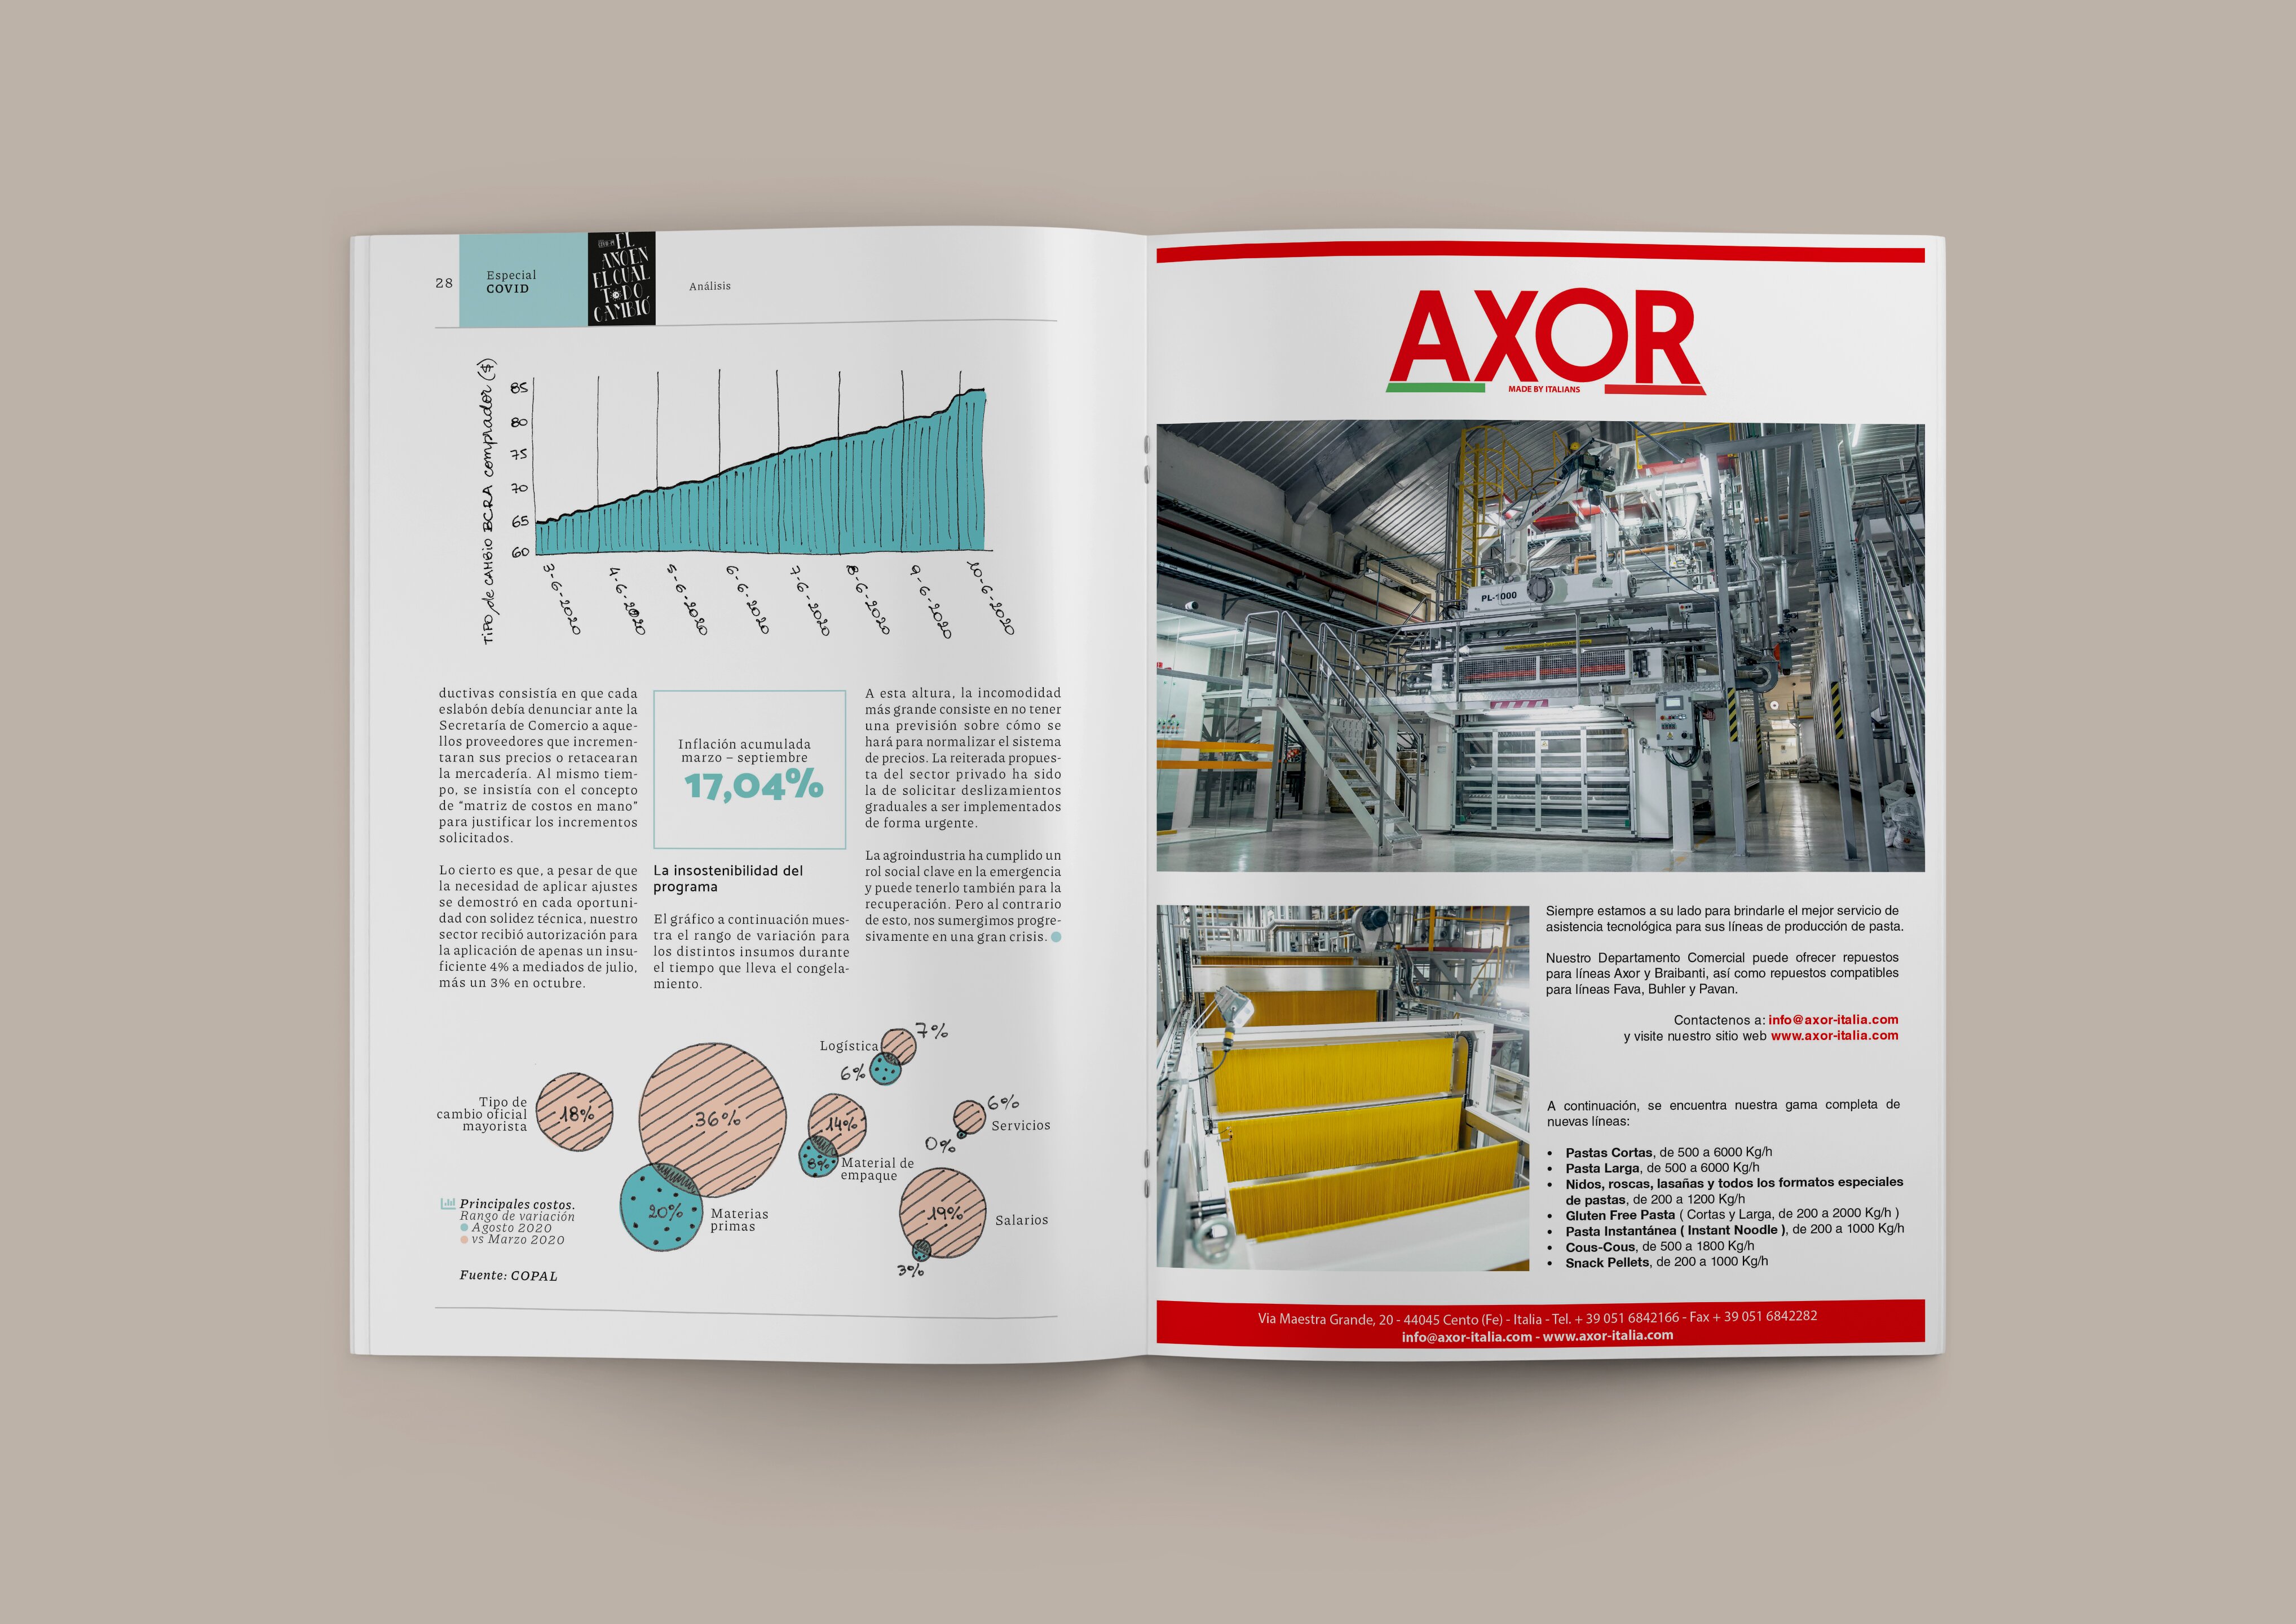 28
Especial
COVID
EL
AÑO EN
EL CUAL
TODO
CAMBIÓ
Análisis
TIPO de CAMBIO BCRA comprador ($)
85
80
75
70
65
60
3-6-2020
4-6-2020
5-6-2020
6-6-2020
7-6-2020
8-6-2020
9-6-2020
10-6-2020
ductivas consistía en que cada
eslabón debía denunciar ante la
Secretaría de Comercio a aque-
llos proveedores que incremen-
taran sus precios o retacearan
la mercadería. Al mismo tiem-
po, se insistía con el concepto
de “matriz de costos en mano”
para justificar los incrementos
solicitados.
Lo cierto es que, a pesar de que
la necesidad de aplicar ajustes
se demostró en cada oportuni-
dad con solidez técnica, nuestro
sector recibió autorización para
la aplicación de apenas un insu-
ficiente 4% a mediados de julio,
más un 3% en octubre.
Inflación acumulada
marzo – septiembre
17,04%
La insostenibilidad del
programa
El gráfico a continuación mues-
tra el rango de variación para
los distintos insumos durante
el tiempo que lleva el congela-
miento.
A esta altura, la incomodidad
más grande consiste en no tener
una previsión sobre cómo se
hará para normalizar el sistema
de precios. La reiterada propues-
ta del sector privado ha sido
la de solicitar deslizamientos
graduales a ser implementados
de forma urgente.
La agroindustria ha cumplido un
rol social clave en la emergencia
y puede tenerlo también para la
recuperación. Pero al contrario
de esto, nos sumergimos progre-
sivamente en una gran crisis.
Tipo de
cambio oficial
mayorista
18%
36%
20%
Materias
primas
Logística
7%
6%
14%
8%
Material de
empaque
6%
0%
Servicios
19%
3%
Salarios
Principales costos.
Rango de variación
Agosto 2020
vs Marzo 2020
Fuente: COPAL
AXOR
MADE BY ITALIANS
PL-1000
Siempre estamos a su lado para brindarle el mejor servicio de
asistencia tecnológica para sus líneas de producción de pasta.
Nuestro Departamento Comercial puede ofrecer repuestos
para líneas Axor y Braibanti, así como repuestos compatibles
para líneas Fava, Buhler y Pavan.
Contactenos a: info@axor-italia.com
y visite nuestro sitio web www.axor-italia.com
A continuación, se encuentra nuestra gama completa de
nuevas líneas:
• Pastas Cortas, de 500 a 6000 Kg/h
• Pasta Larga, de 500 a 6000 Kg/h
• Nidos, roscas, lasañas y todos los formatos especiales
de pastas, de 200 a 1200 Kg/h
• Gluten Free Pasta ( Cortas y Larga, de 200 a 2000 Kg/h )
• Pasta Instantánea ( Instant Noodle ), de 200 a 1000 Kg/h
• Cous-Cous, de 500 a 1800 Kg/h
• Snack Pellets, de 200 a 1000 Kg/h
Via Maestra Grande, 20 - 44045 Cento (Fe) - Italia - Tel. + 39 051 6842166 - Fax + 39 051 6842282
info@axor-italia.com - www.axor-italia.com